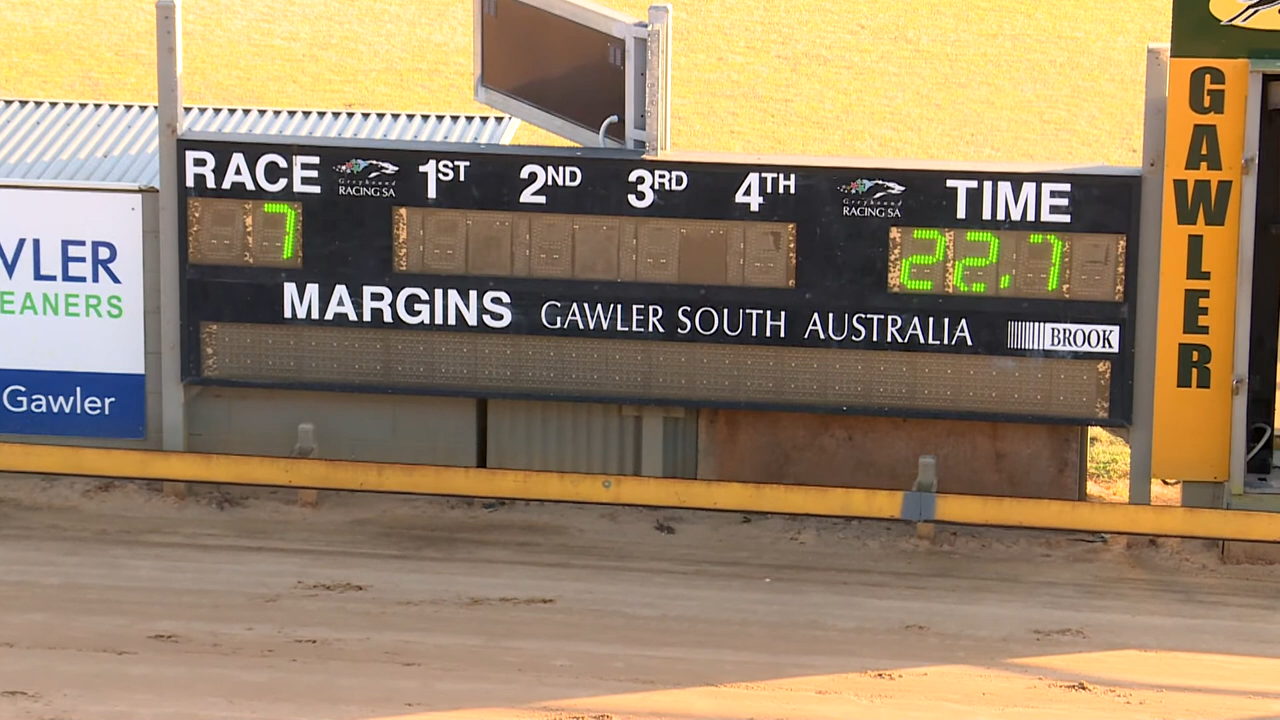 RACE
Greyhound
RACING SA
1ST
2ND
3RD
4TH
Greyhound
RACING SA
TIME
7
22.7
MARGINS
GAWLER SOUTH AUSTRALIA
BROOK
VLER
EANERS
Gawler
GAWLER